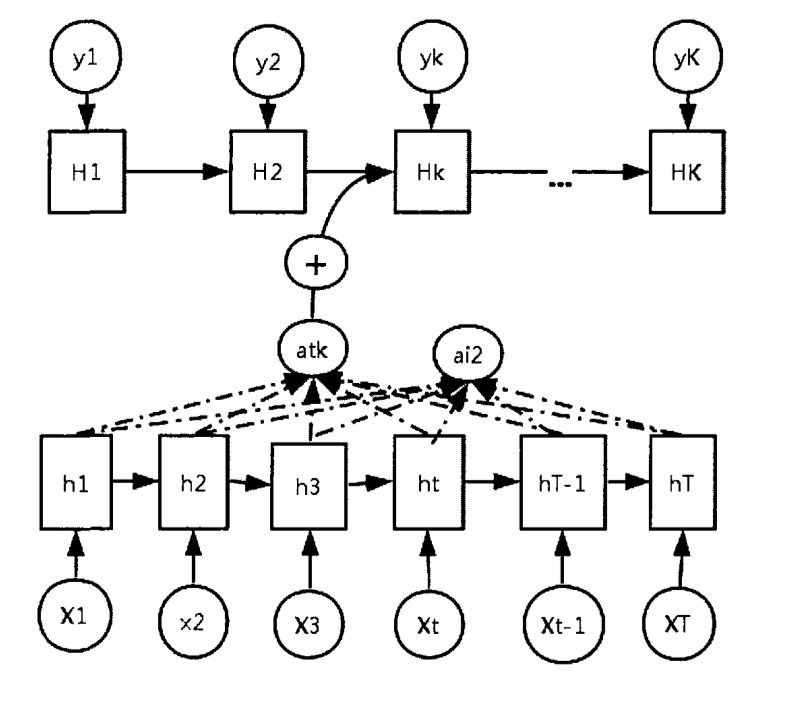 y1 y2 yk yK
H1 H2 Hk ... HK
+
atk ai2
h1 h2 h3 ht hT-1 hT
X1 x2 X3 Xt Xt-1 XT